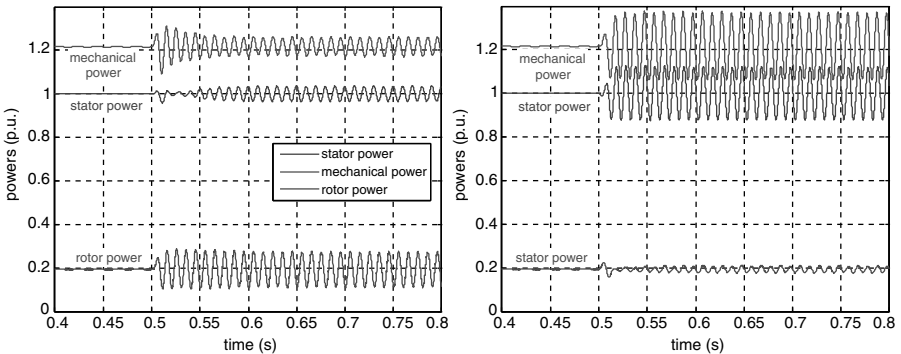 powers (p.u.)
1.2
1
0.8
0.6
0.4
0.2
0
mechanical
power
stator power
stator power
mechanical power
rotor power
rotor power
0.4 0.45 0.5 0.55 0.6 0.65 0.7 0.75 0.8
time (s)
powers (p.u.)
1.2
1
0.8
0.6
0.4
0.2
0
mechanical
power
stator power
stator power
0.4 0.45 0.5 0.55 0.6 0.65 0.7 0.75 0.8
time (s)